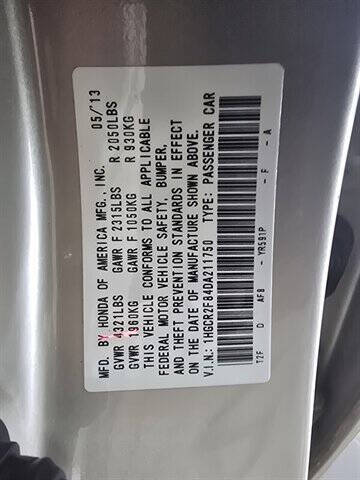 MFD. BY HONDA OF AMERICA MFG., INC. 05/'13
GVWR 4321LBS GAWR F 2315LBS R 2050LBS
GVWR 1960KG GAWR F 1050KG R 930KG
THIS VEHICLE CONFORMS TO ALL APPLICABLE
FEDERAL MOTOR VEHICLE SAFETY, BUMPER,
AND THEFT PREVENTION STANDARDS IN EFFECT
ON THE DATE OF MANUFACTURE SHOWN ABOVE.
V.I.N.: 1HGCR2F84DA211750 TYPE: PASSENGER CAR
T2F D AF8 - YR591P - F - A